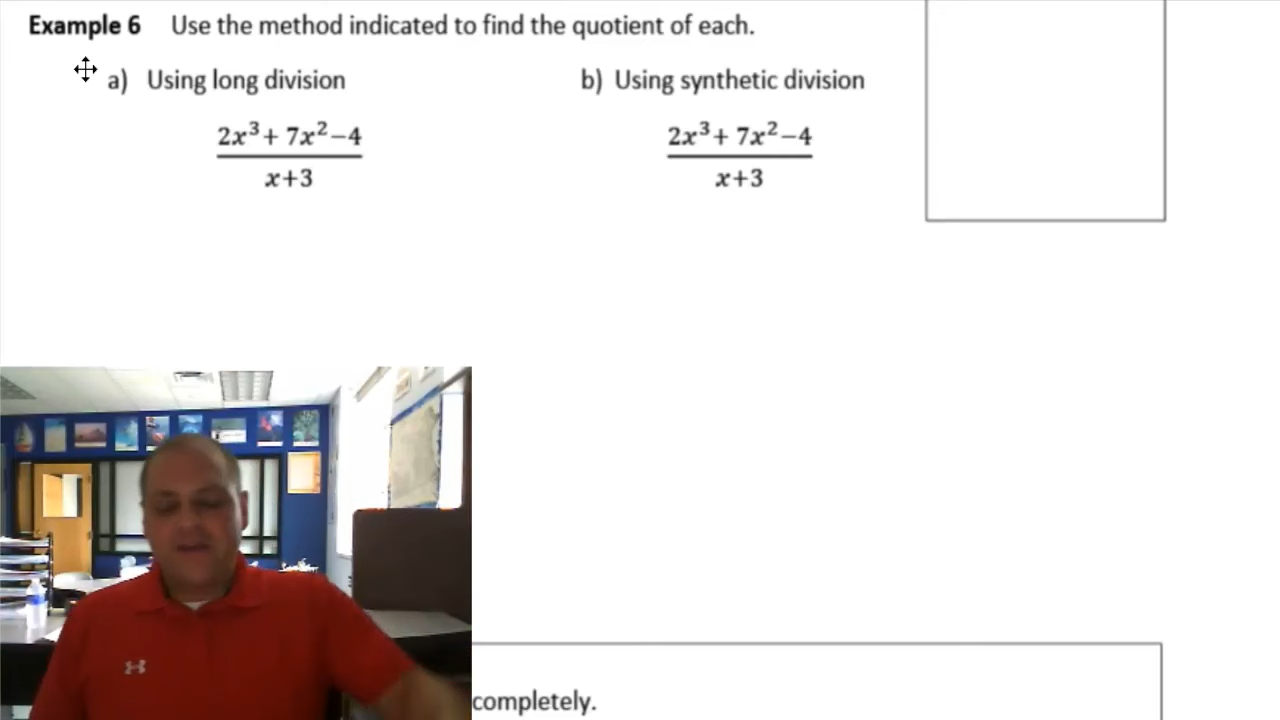 Example 6 Use the method indicated to find the quotient of each.
a) Using long division b) Using synthetic division
2x³+ 7x²−4 2x³+ 7x²−4
x+3 x+3
completely.